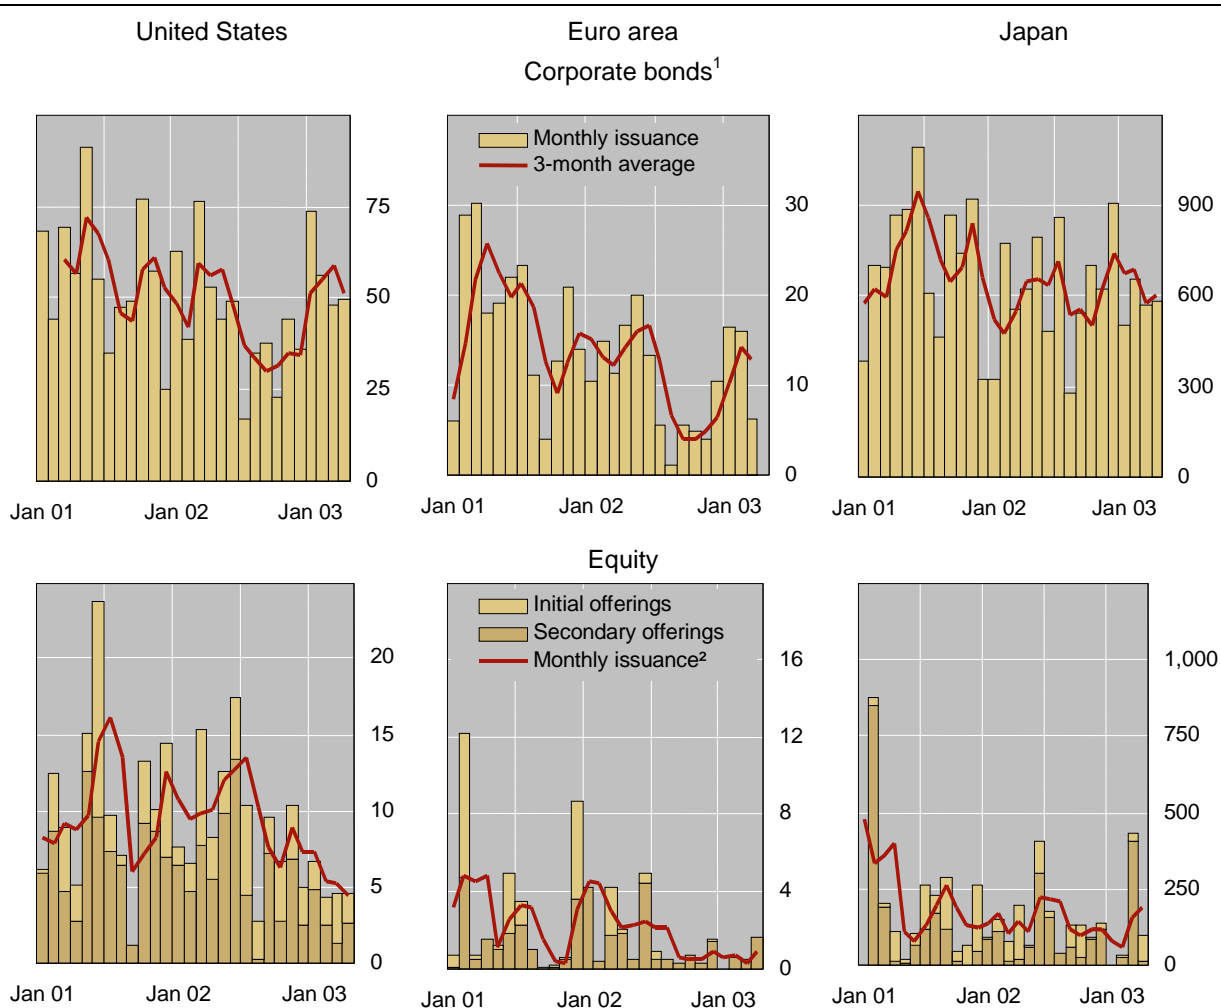 United States
Euro area
Japan
Corporate bonds¹
Monthly issuance
3-month average
75
50
25
0
30
20
10
0
900
600
300
0
Jan 01 Jan 02 Jan 03
Jan 01 Jan 02 Jan 03
Jan 01 Jan 02 Jan 03
Equity
Initial offerings
Secondary offerings
Monthly issuance²
20
15
10
5
0
16
12
8
4
0
1,000
750
500
250
0
Jan 01 Jan 02 Jan 03
Jan 01 Jan 02 Jan 03
Jan 01 Jan 02 Jan 03